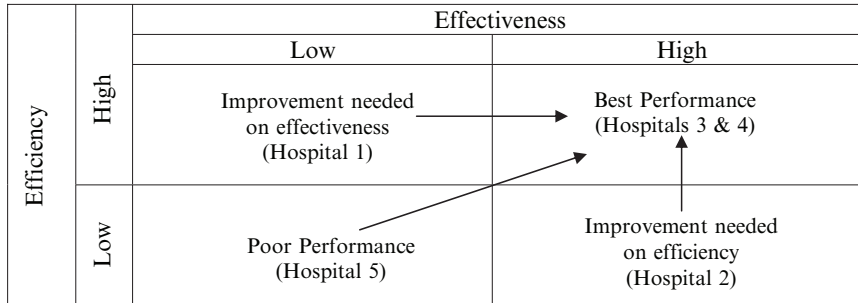 Effectiveness
Low
High
Efficiency
High
Improvement needed
on effectiveness
(Hospital 1)
Best Performance
(Hospitals 3 & 4)
Low
Poor Performance
(Hospital 5)
Improvement needed
on efficiency
(Hospital 2)